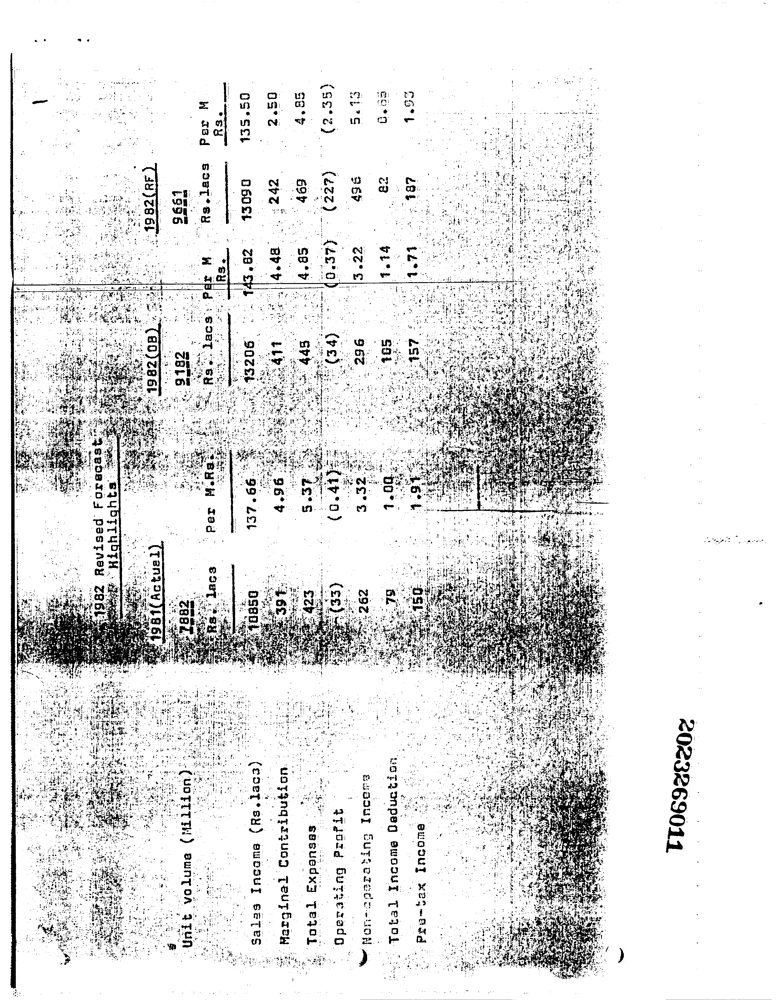 1982 Revised Forecast
Highlights
1981(Actual) 1982(OB) 1982(RF)
Unit volume (Million) 7882 9182 9661
Rs. lacs Per M.Rs. Rs. lacs Per M Rs. Rs.lacs Per M Rs.
Sales Income (Rs.lacs) 10850 137.66 13206 143.82 13090 135.50
Marginal Contribution 391 4.96 411 4.48 242 2.50
Total Expenses 423 5.37 445 4.85 469 4.85
Operating Profit (33) (0.41) (34) (0.37) (227) (2.35)
Non-operating Income 262 3.32 296 3.22 496 5.13
Total Income Deduction 79 1.00 105 1.14 82
Pre-tax Income 150 1.91 157 1.71 187 1.93
2023269011